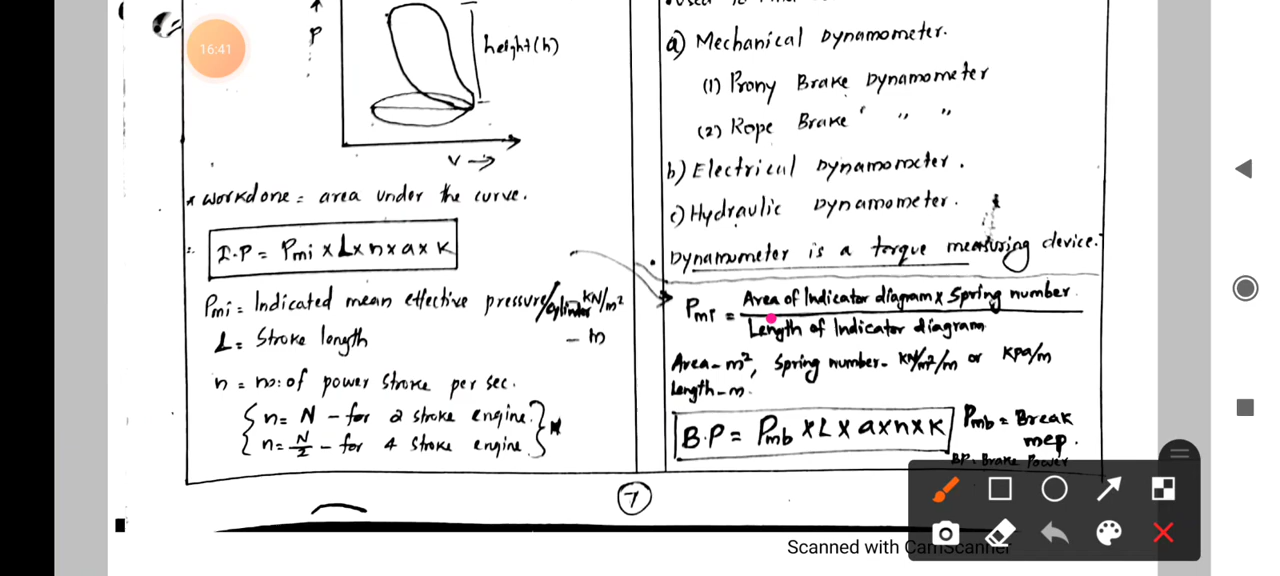 16:41
P
height(h)
V →
* Workdone = area under the curve.
∴ I.P = Pmi × L × n × a × K
Pmi = Indicated mean effective pressure/cylinder KN/m²
L = Stroke length - m
n = no: of power stroke per sec.
{ n = N - for 2 stroke engine. } *
{ n = N/2 - for 4 stroke engine }
a) Mechanical Dynamometer.
(1) Prony Brake Dynamometer
(2) Rope Brake " "
b) Electrical Dynamometer.
c) Hydraulic Dynamometer.
• Dynamometer is a torque measuring device.
Pmi = Area of Indicator diagram × Spring number
Length of Indicator diagram
Area - m², Spring number - KN/m²/m or KPa/m
Length - m.
B.P = Pmb × L × a × n × K Pmb = Break
mep.
BP: Brake Power
7
Scanned with CamScanner